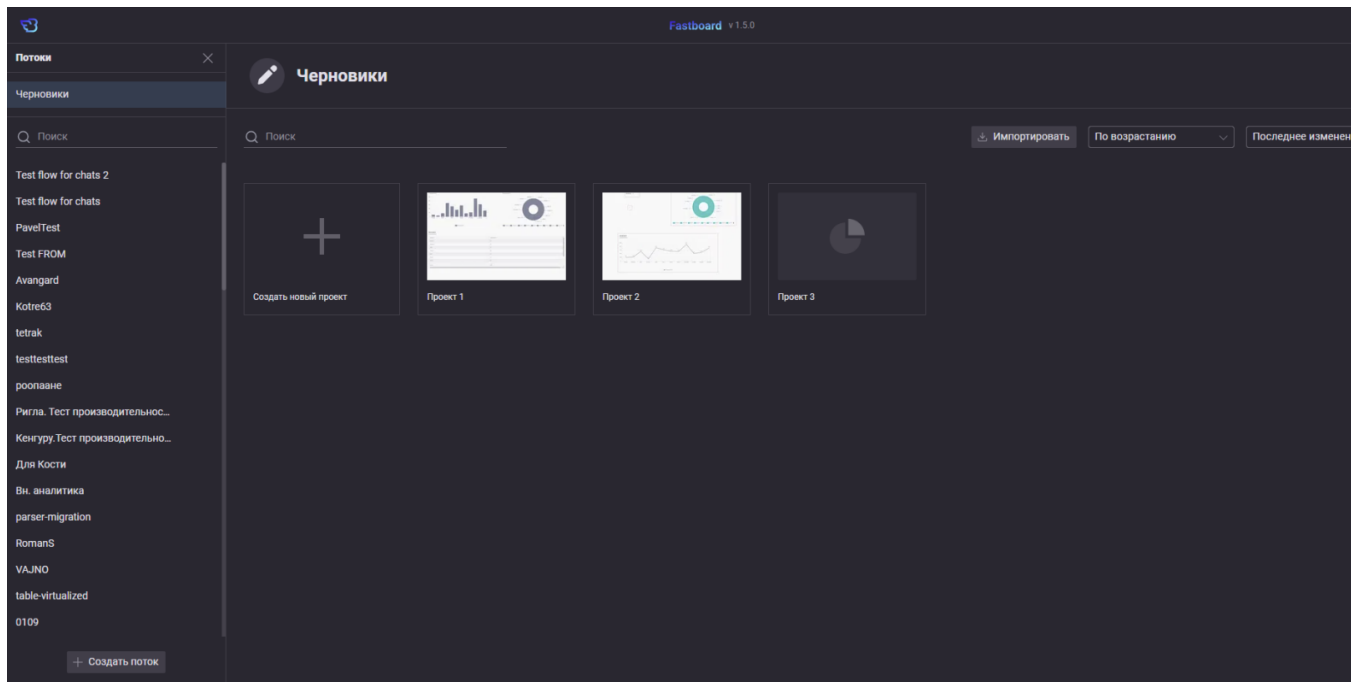 Fastboard v 1.5.0
Потоки
Черновики
Поиск
Test flow for chats 2
Test flow for chats
PavelTest
Test FROM
Avangard
Kotre63
tetrak
testtesttest
роопаане
Ригла. Тест производительнос...
Кенгуру.Тест производительно...
Для Кости
Вн. аналитика
parser-migration
RomanS
VAJNO
table-virtualized
0109
Создать поток
Черновики
Поиск
Импортировать
По возрастанию
Последнее изменен
Создать новый проект
Проект 1
Проект 2
Проект 3